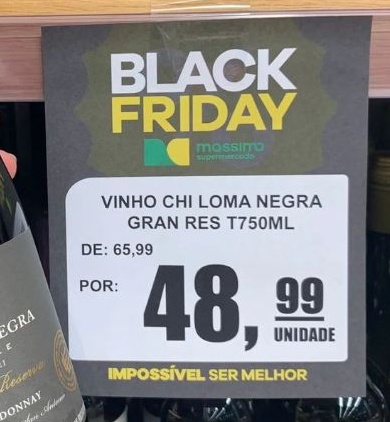 BLACK
FRIDAY
massimo
supermercado
VINHO CHI LOMA NEGRA
GRAN RES T750ML
DE: 65,99
POR: 48,99
UNIDADE
IMPOSSÍVEL SER MELHOR
EGRA
Reserva
DONNAY